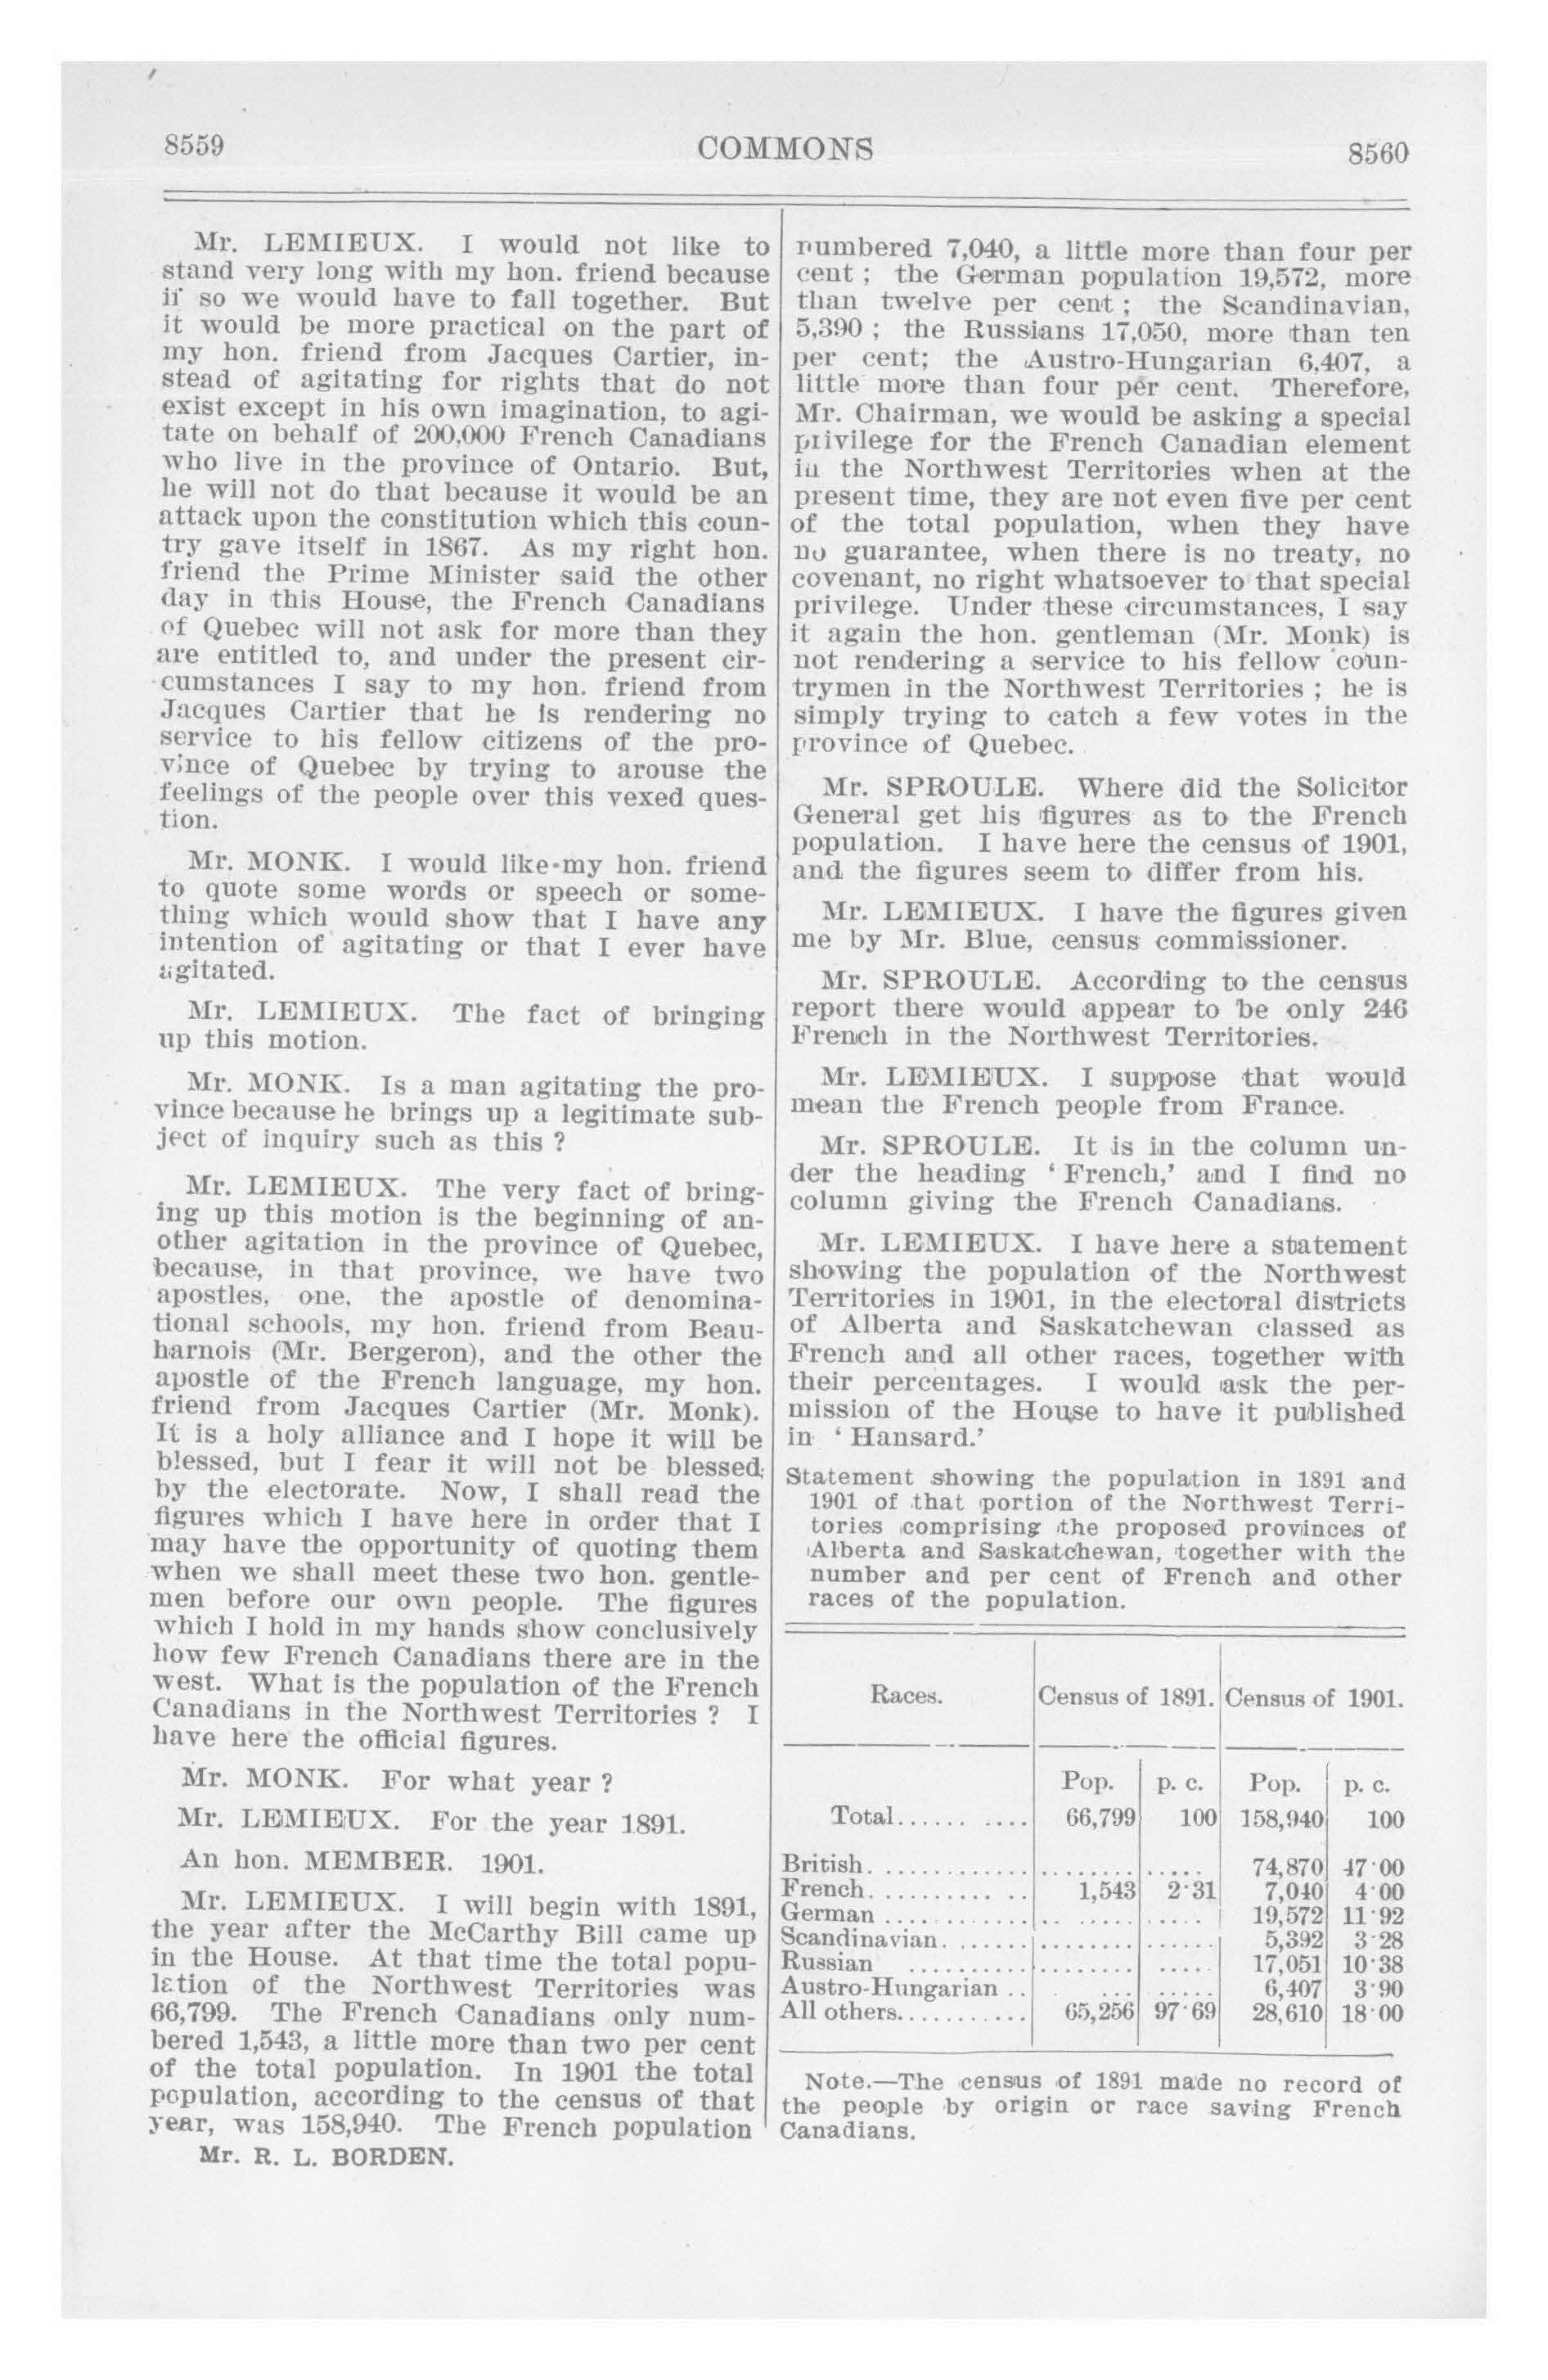 8559
COMMONS
8560
Mr. LEMIEUX. I would not like to
stand very long with my hon. friend because
if so we would have to fall together. But
it would be more practical on the part of
my hon. friend from Jacques Cartier, in-
stead of agitating for rights that do not
exist except in his own imagination, to agi-
tate on behalf of 200,000 French Canadians
who live in the province of Ontario. But,
he will not do that because it would be an
attack upon the constitution which this coun-
try gave itself in 1867. As my right hon.
friend the Prime Minister said the other
day in this House, the French Canadians
of Quebec will not ask for more than they
are entitled to, and under the present cir-
cumstances I say to my hon. friend from
Jacques Cartier that he is rendering no
service to his fellow citizens of the pro-
vince of Quebec by trying to arouse the
feelings of the people over this vexed ques-
tion.
Mr. MONK. I would like my hon. friend
to quote some words or speech or some-
thing which would show that I have any
intention of agitating or that I ever have
agitated.
Mr. LEMIEUX. The fact of bringing
up this motion.
Mr. MONK. Is a man agitating the pro-
vince because he brings up a legitimate sub-
ject of inquiry such as this ?
Mr. LEMIEUX. The very fact of bring-
ing up this motion is the beginning of an-
other agitation in the province of Quebec,
because, in that province, we have two
apostles, one, the apostle of denomina-
tional schools, my hon. friend from Beau-
harnois (Mr. Bergeron), and the other the
apostle of the French language, my hon.
friend from Jacques Cartier (Mr. Monk).
It is a holy alliance and I hope it will be
blessed, but I fear it will not be blessed
by the electorate. Now, I shall read the
figures which I have here in order that I
may have the opportunity of quoting them
when we shall meet these two hon. gentle-
men before our own people. The figures
which I hold in my hands show conclusively
how few French Canadians there are in the
west. What is the population of the French
Canadians in the Northwest Territories ? I
have here the official figures.
Mr. MONK. For what year ?
Mr. LEMIEUX. For the year 1891.
An hon. MEMBER. 1901.
Mr. LEMIEUX. I will begin with 1891,
the year after the McCarthy Bill came up
in the House. At that time the total popu-
lation of the Northwest Territories was
66,799. The French Canadians only num-
bered 1,543, a little more than two per cent
of the total population. In 1901 the total
population, according to the census of that
year, was 158,940. The French population
Mr. R. L. BORDEN.
numbered 7,040, a little more than four per
cent ; the German population 19,572, more
than twelve per cent ; the Scandinavian,
5,390 ; the Russians 17,050, more than ten
per cent; the Austro-Hungarian 6,407, a
little more than four per cent. Therefore,
Mr. Chairman, we would be asking a special
privilege for the French Canadian element
in the Northwest Territories when at the
present time, they are not even five per cent
of the total population, when they have
no guarantee, when there is no treaty, no
covenant, no right whatsoever to that special
privilege. Under these circumstances, I say
it again the hon. gentleman (Mr. Monk) is
not rendering a service to his fellow coun-
trymen in the Northwest Territories ; he is
simply trying to catch a few votes in the
province of Quebec.
Mr. SPROULE. Where did the Solicitor
General get his figures as to the French
population. I have here the census of 1901,
and the figures seem to differ from his.
Mr. LEMIEUX. I have the figures given
me by Mr. Blue, census commissioner.
Mr. SPROULE. According to the census
report there would appear to be only 246
French in the Northwest Territories.
Mr. LEMIEUX. I suppose that would
mean the French people from France.
Mr. SPROULE. It is in the column un-
der the heading ' French,' and I find no
column giving the French Canadians.
Mr. LEMIEUX. I have here a statement
showing the population of the Northwest
Territories in 1901, in the electoral districts
of Alberta and Saskatchewan classed as
French and all other races, together with
their percentages. I would ask the per-
mission of the House to have it published
in ' Hansard.'
Statement showing the population in 1891 and
1901 of that portion of the Northwest Terri-
tories comprising the proposed provinces of
Alberta and Saskatchewan, together with the
number and per cent of French and other
races of the population.
Races. Census of 1891. Census of 1901.
Pop. p. c. Pop. p. c.
Total.......... 66,799 100 158,940 100
British.............. ........ ..... 74,870 47·00
French............. 1,543 2·31 7,040 4·00
German ............ ....... ..... 19,572 11·92
Scandinavian........ ........ ...... 5,392 3·28
Russian ........... ........ ..... 17,051 10·38
Austro-Hungarian .. .... ..... 6,407 3·90
All others............ 65,256 97·69 28,610 18·00
Note.—The census of 1891 made no record of
the people by origin or race saving French
Canadians.